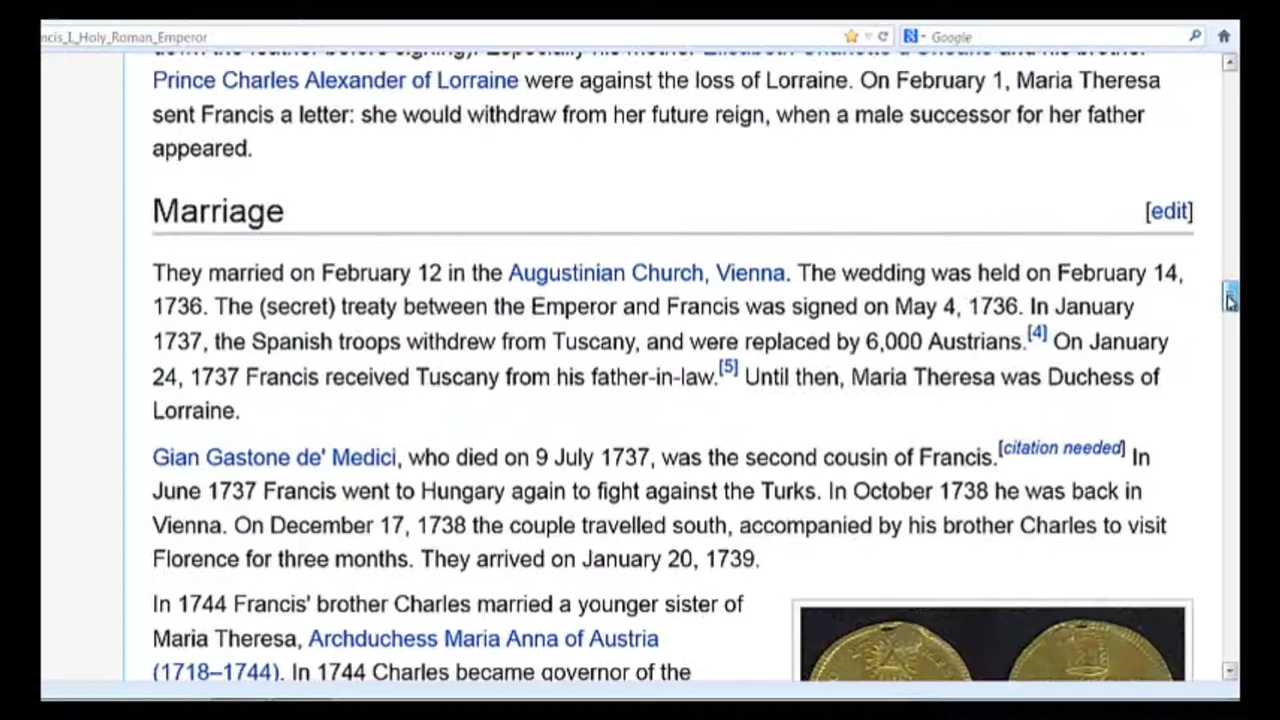 ncis_I,_Holy_Roman_Emperor
Google
Prince Charles Alexander of Lorraine were against the loss of Lorraine. On February 1, Maria Theresa
sent Francis a letter: she would withdraw from her future reign, when a male successor for her father
appeared.
Marriage [edit]
They married on February 12 in the Augustinian Church, Vienna. The wedding was held on February 14,
1736. The (secret) treaty between the Emperor and Francis was signed on May 4, 1736. In January
1737, the Spanish troops withdrew from Tuscany, and were replaced by 6,000 Austrians.[4] On January
24, 1737 Francis received Tuscany from his father-in-law.[5] Until then, Maria Theresa was Duchess of
Lorraine.
Gian Gastone de' Medici, who died on 9 July 1737, was the second cousin of Francis.[citation needed] In
June 1737 Francis went to Hungary again to fight against the Turks. In October 1738 he was back in
Vienna. On December 17, 1738 the couple travelled south, accompanied by his brother Charles to visit
Florence for three months. They arrived on January 20, 1739.
In 1744 Francis' brother Charles married a younger sister of
Maria Theresa, Archduchess Maria Anna of Austria
(1718–1744). In 1744 Charles became governor of the